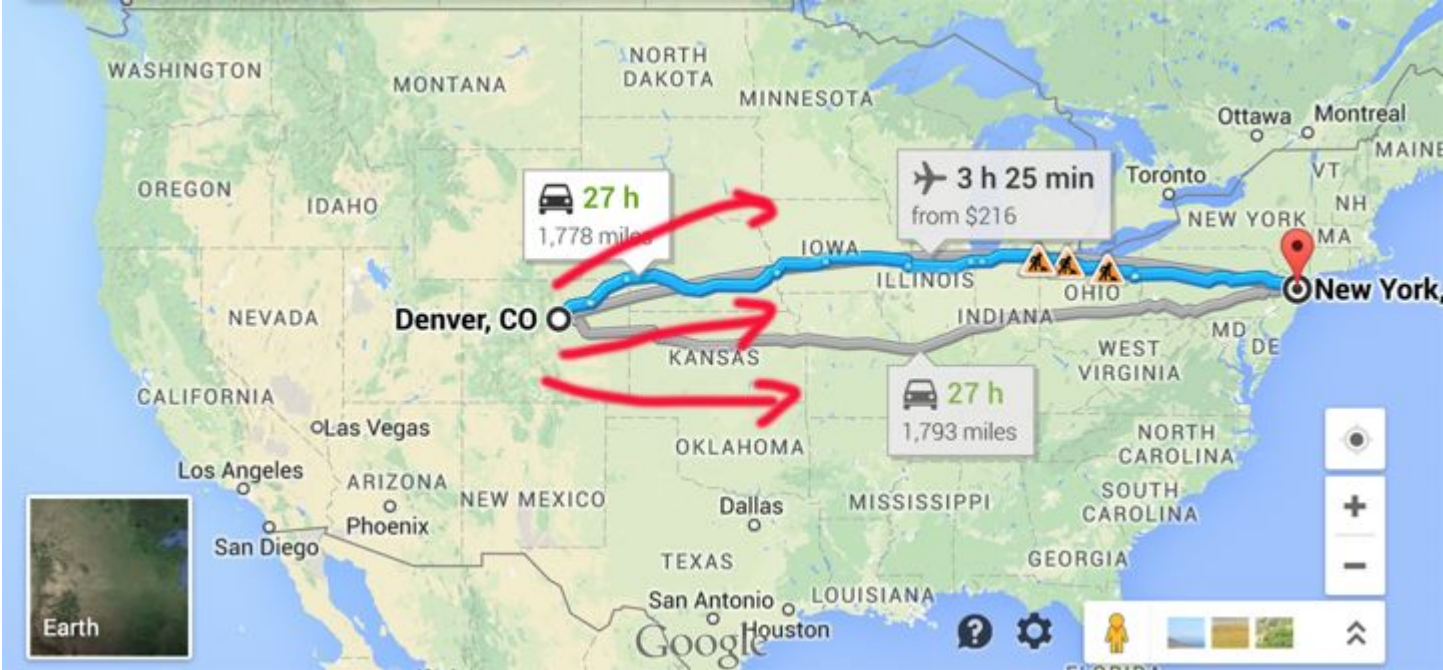 NORTH
DAKOTA
WASHINGTON
MONTANA
MINNESOTA
Ottawa
Montreal
MAINE
VT
Toronto
OREGON
IDAHO
27 h
1,778 miles
3 h 25 min
from $216
NH
NEW YORK
MA
IOWA
ILLINOIS
OHIO
New York,
Denver, CO
NEVADA
INDIANA
MD
DE
KANSAS
WEST
VIRGINIA
CALIFORNIA
27 h
1,793 miles
Las Vegas
OKLAHOMA
NORTH
CAROLINA
Los Angeles
ARIZONA
NEW MEXICO
Phoenix
Dallas
MISSISSIPPI
SOUTH
CAROLINA
San Diego
TEXAS
GEORGIA
San Antonio
LOUISIANA
Houston
Google
Earth